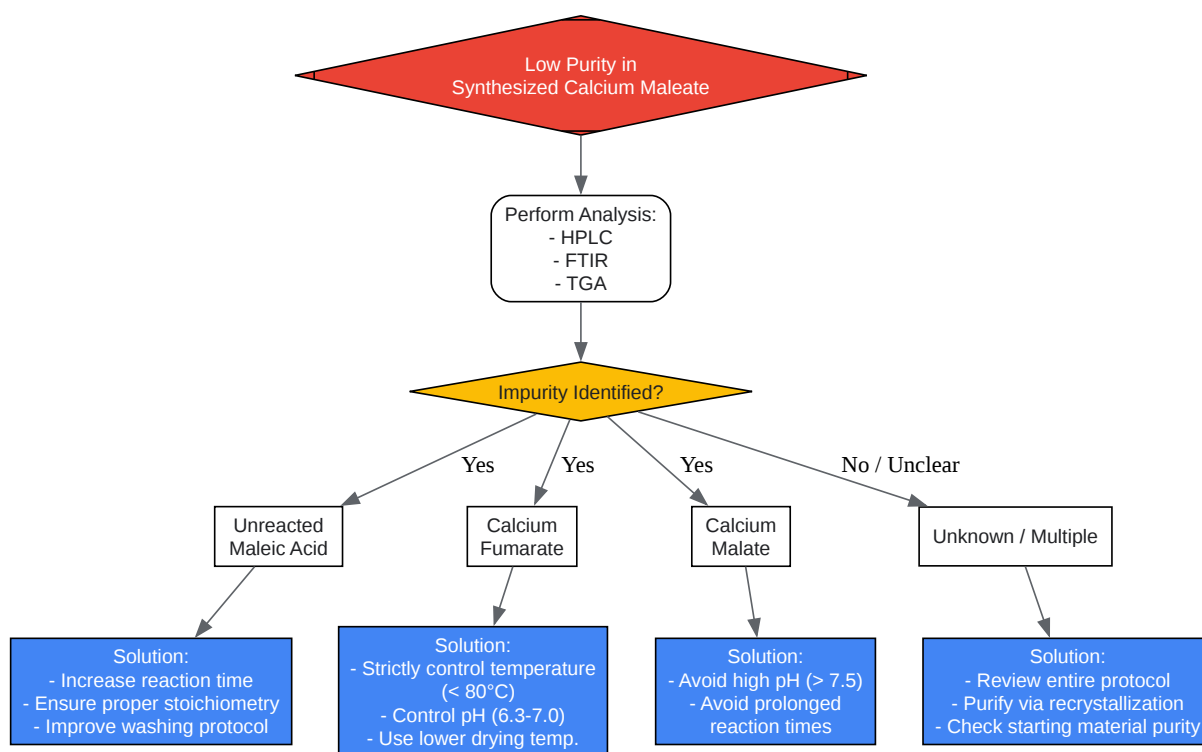 Low Purity in
Synthesized Calcium Maleate
Perform Analysis:
- HPLC
- FTIR
- TGA
Impurity Identified?
Yes
Yes
Yes
No / Unclear
Unreacted
Maleic Acid
Calcium
Fumarate
Calcium
Malate
Unknown / Multiple
Solution:
- Increase reaction time
- Ensure proper stoichiometry
- Improve washing protocol
Solution:
- Strictly control temperature
(< 80°C)
- Control pH (6.3-7.0)
- Use lower drying temp.
Solution:
- Avoid high pH (> 7.5)
- Avoid prolonged
reaction times
Solution:
- Review entire protocol
- Purify via recrystallization
- Check starting material purity